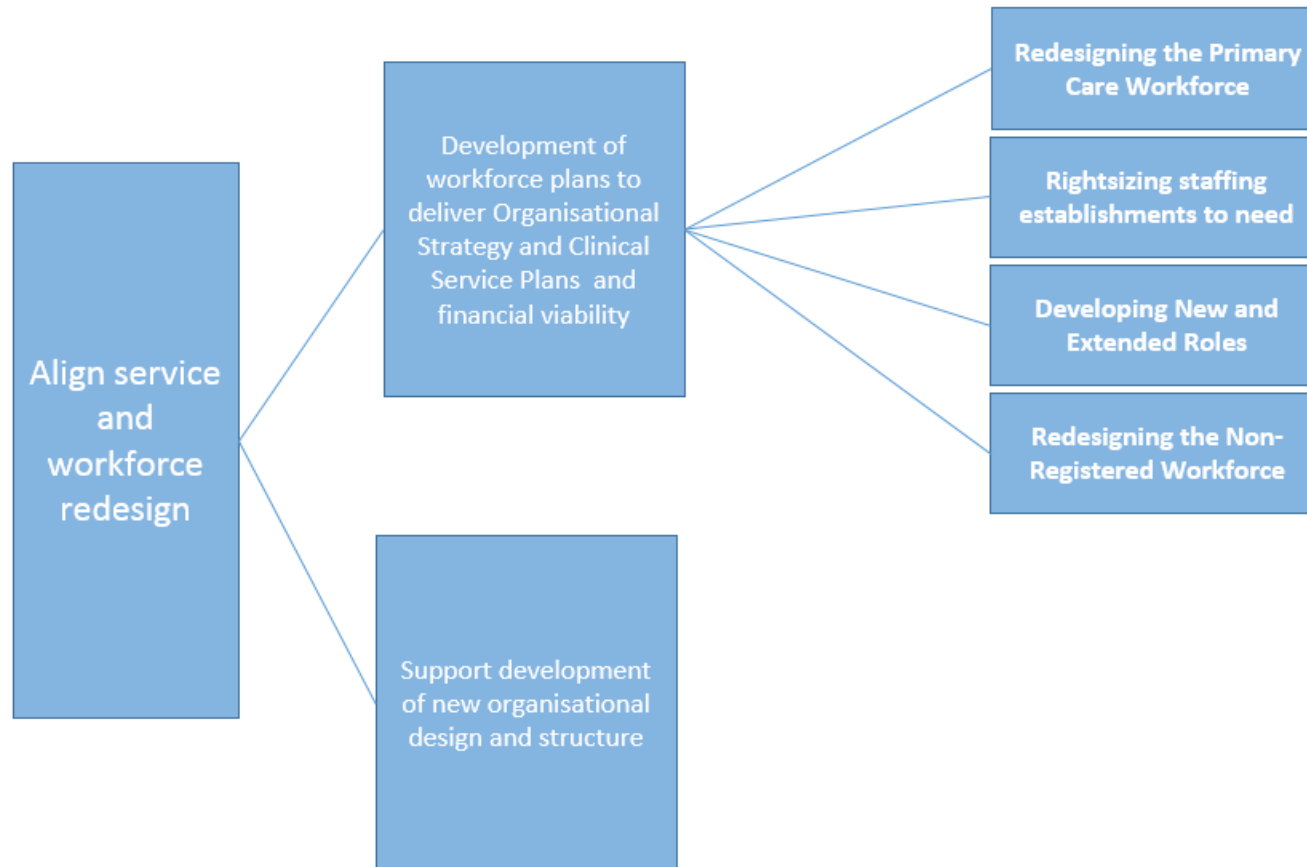 Align service
and
workforce
redesign
Development of
workforce plans to
deliver Organisational
Strategy and Clinical
Service Plans  and
financial viability
Support development
of new organisational
design and structure
Redesigning the Primary
Care Workforce
Rightsizing staffing
establishments to need
Developing New and
Extended Roles
Redesigning the Non-
Registered Workforce